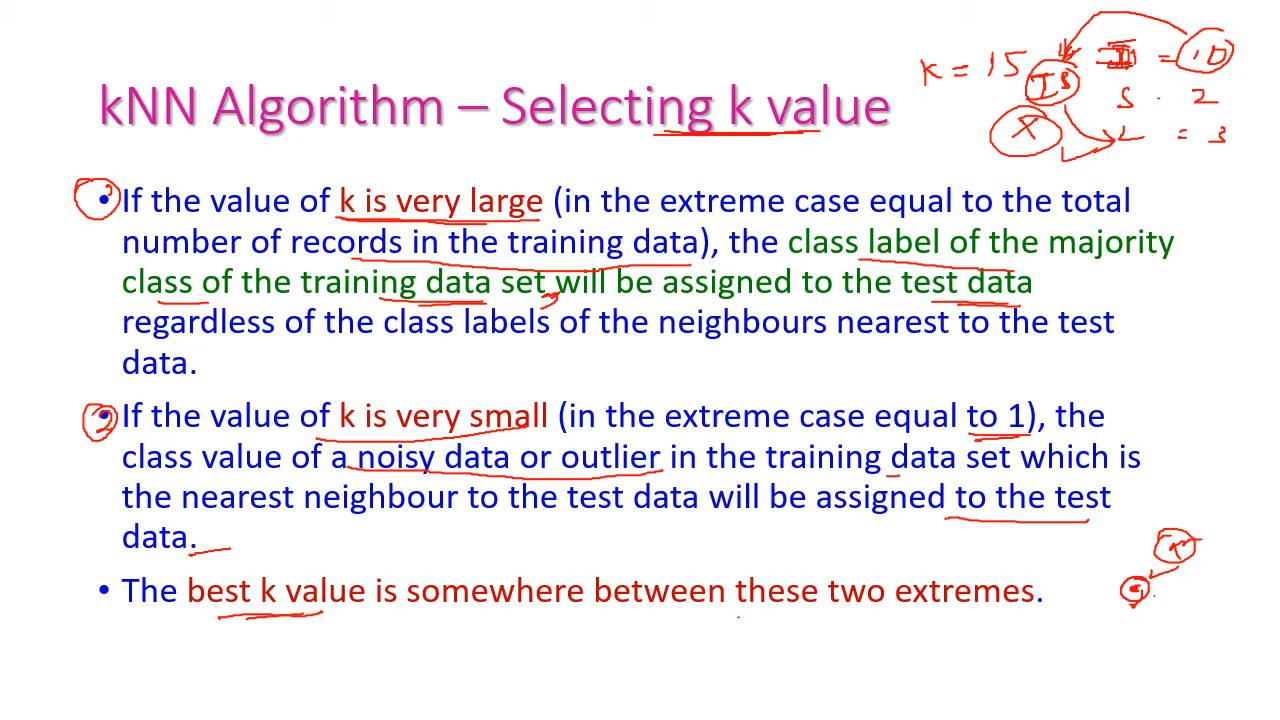 k = 15
I = 10
IS
S . 2
X
L = 3
kNN Algorithm – Selecting k value
• If the value of k is very large (in the extreme case equal to the total
number of records in the training data), the class label of the majority
class of the training data set will be assigned to the test data
regardless of the class labels of the neighbours nearest to the test
data.
2
• If the value of k is very small (in the extreme case equal to 1), the
class value of a noisy data or outlier in the training data set which is
the nearest neighbour to the test data will be assigned to the test
data.
• The best k value is somewhere between these two extremes.